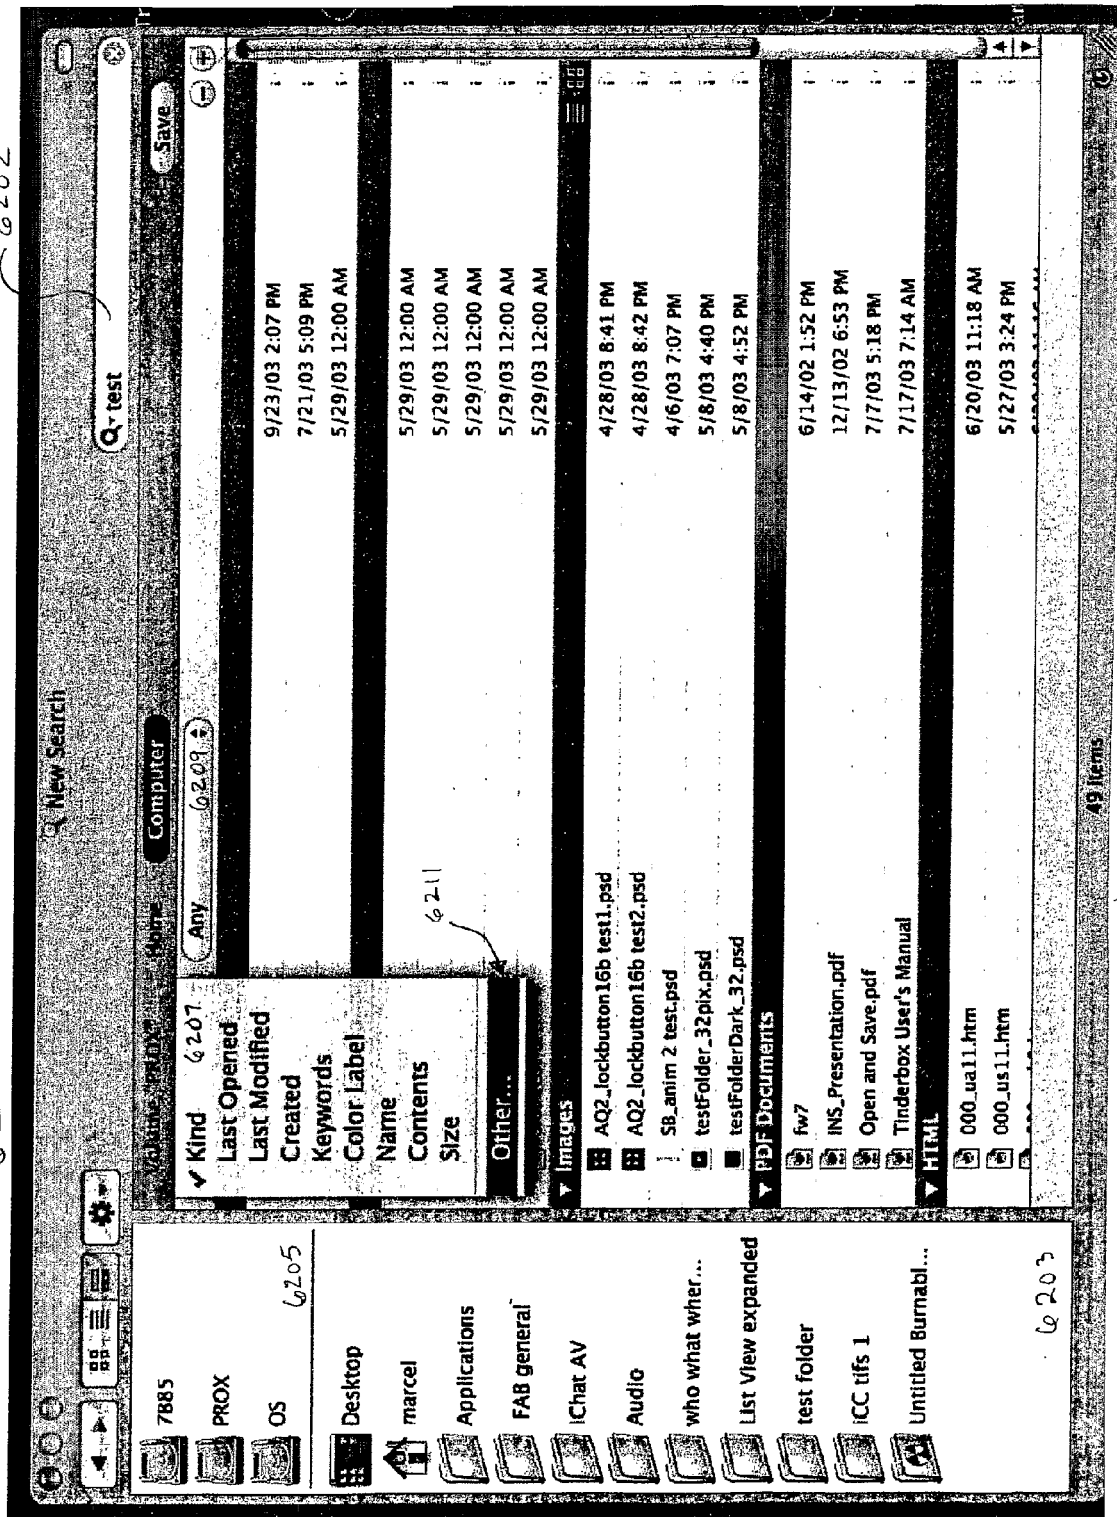 6202
New Search
Q test
Volume PROX Home Computer Save
✓ Kind 6207 Any 6209
Last Opened
Last Modified
Created
Keywords
Color Label
Name
Contents
Size
Other...
6211
9/23/03 2:07 PM
7/21/03 5:09 PM
5/29/03 12:00 AM
5/29/03 12:00 AM
5/29/03 12:00 AM
5/29/03 12:00 AM
5/29/03 12:00 AM
5/29/03 12:00 AM
Images
AQ2_lockbutton16b test1.psd 4/28/03 8:41 PM
AQ2_lockbutton16b test2.psd 4/28/03 8:42 PM
SB_anim 2 test.psd 4/6/03 7:07 PM
testFolder_32pix.psd 5/8/03 4:40 PM
testFolderDark_32.psd 5/8/03 4:52 PM
PDF Documents
fw7 6/14/02 1:52 PM
INS_Presentation.pdf 12/13/02 6:53 PM
Open and Save.pdf 7/7/03 5:18 PM
Tinderbox User's Manual 7/17/03 7:14 AM
HTML
000_ua11.htm 6/20/03 11:18 AM
000_us11.htm 5/27/03 3:24 PM
7885
PROX
OS
6205
Desktop
marcel
Applications
FAB general
iChat AV
Audio
who what wher...
List View expanded
test folder
iCC tifs 1
Untitled Burnabl...
6203
49 items